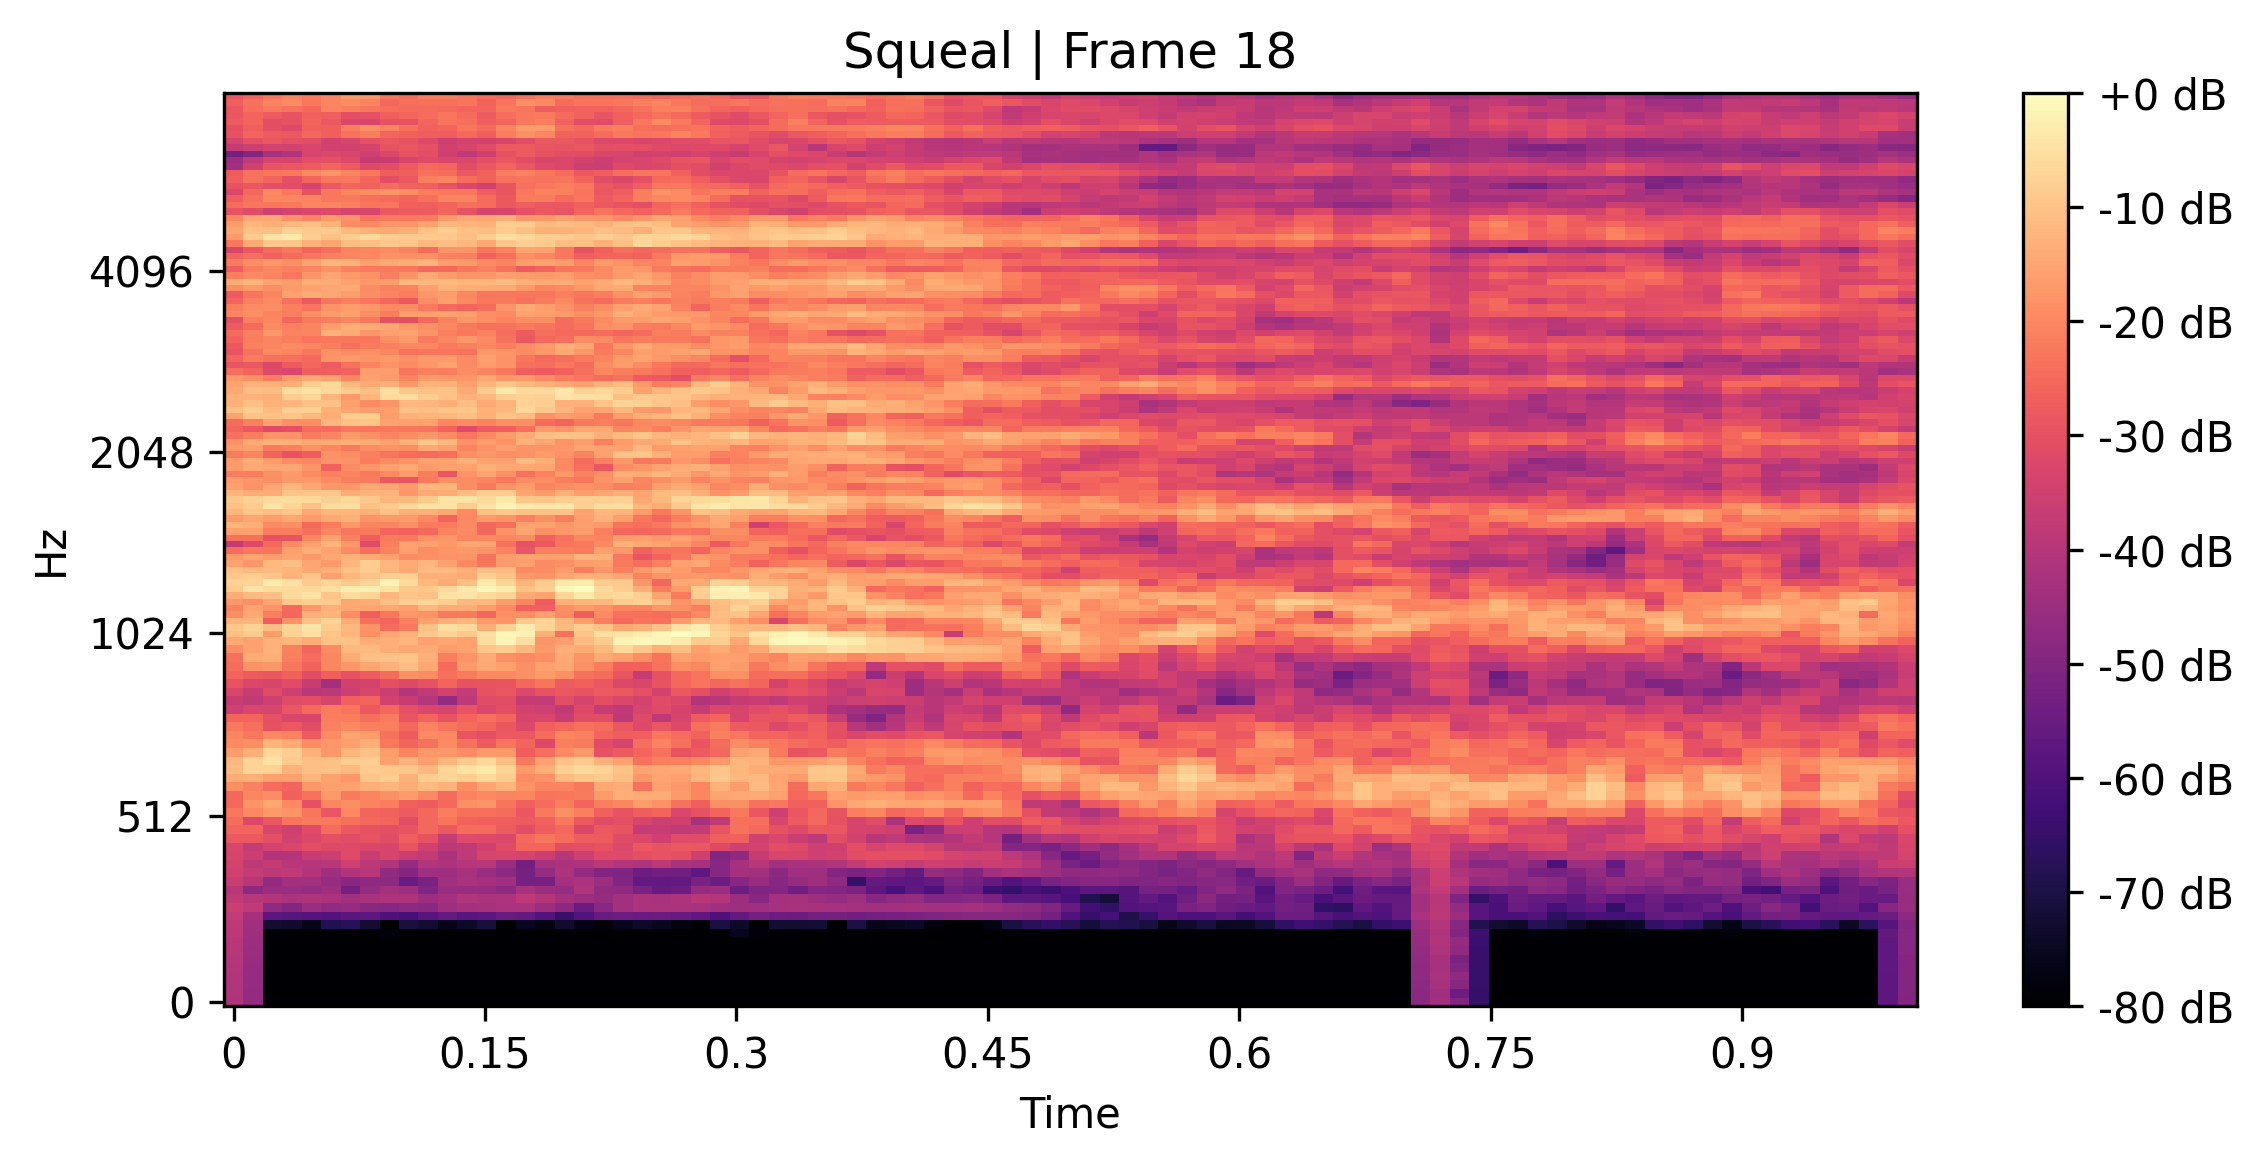 Squeal | Frame 18
+0 dB
-10 dB
-20 dB
-30 dB
-40 dB
-50 dB
-60 dB
-70 dB
-80 dB
Hz
4096
2048
1024
512
0
0 0.15 0.3 0.45 0.6 0.75 0.9
Time